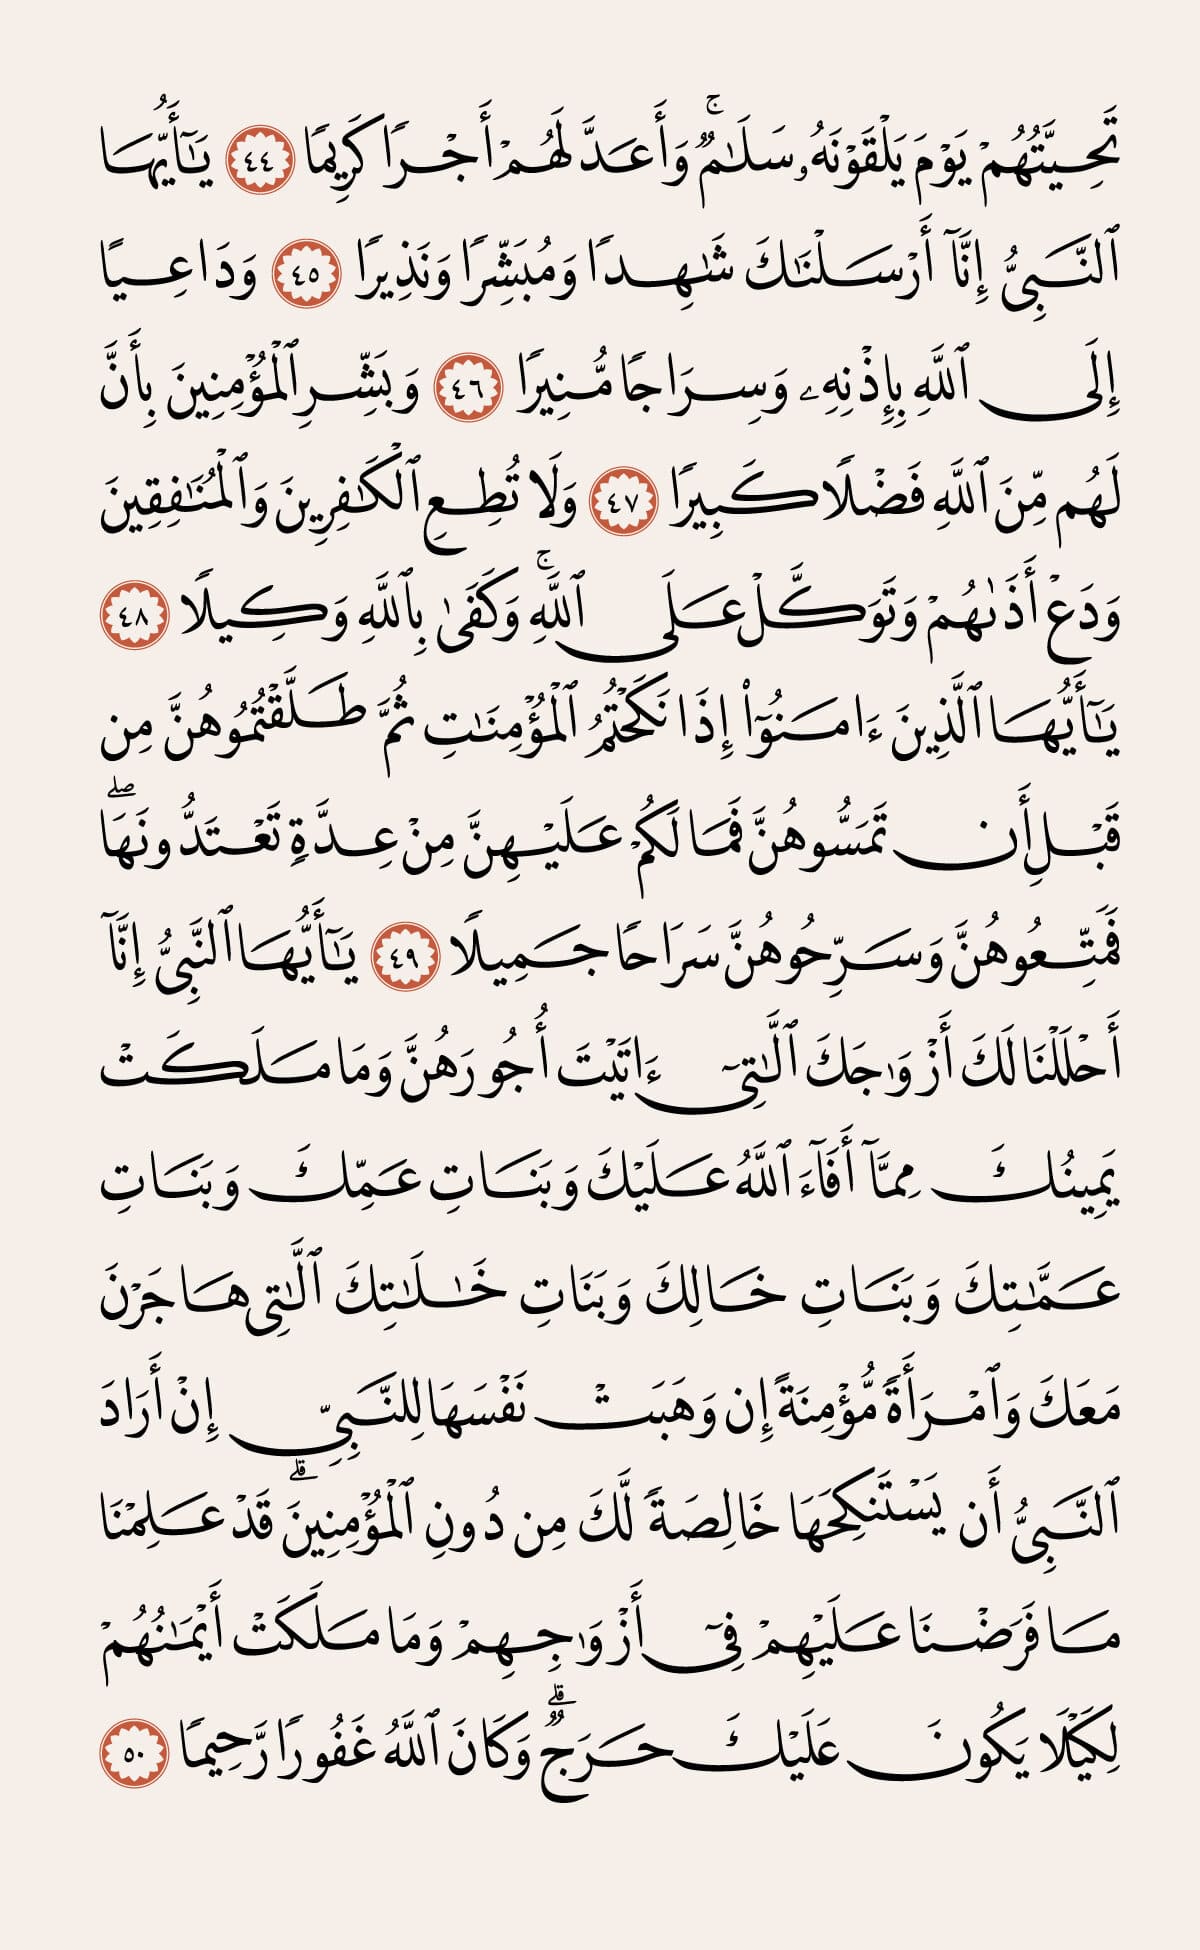 تَحِيَّتُهُمْ يَوْمَ يَلْقَوْنَهُۥ سَلَٰمٌۭ ۚ وَأَعَدَّ لَهُمْ أَجْرًۭا كَرِيمًۭا ٤٤ يَٰٓأَيُّهَا
ٱلنَّبِىُّ إِنَّآ أَرْسَلْنَٰكَ شَٰهِدًۭا وَمُبَشِّرًۭا وَنَذِيرًۭا ٤٥ وَدَاعِيًا
إِلَى ٱللَّهِ بِإِذْنِهِۦ وَسِرَاجًۭا مُّنِيرًۭا ٤٦ وَبَشِّرِ ٱلْمُؤْمِنِينَ بِأَنَّ
لَهُم مِّنَ ٱللَّهِ فَضْلًۭا كَبِيرًۭا ٤٧ وَلَا تُطِعِ ٱلْكَٰفِرِينَ وَٱلْمُنَٰفِقِينَ
وَدَعْ أَذَىٰهُمْ وَتَوَكَّلْ عَلَى ٱللَّهِ ۚ وَكَفَىٰ بِٱللَّهِ وَكِيلًۭا ٤٨
يَٰٓأَيُّهَا ٱلَّذِينَ ءَامَنُوٓا۟ إِذَا نَكَحْتُمُ ٱلْمُؤْمِنَٰتِ ثُمَّ طَلَّقْتُمُوهُنَّ مِن
قَبْلِ أَن تَمَسُّوهُنَّ فَمَا لَكُمْ عَلَيْهِنَّ مِنْ عِدَّةٍۢ تَعْتَدُّونَهَا ۖ
فَمَتِّعُوهُنَّ وَسَرِّحُوهُنَّ سَرَاحًۭا جَمِيلًۭا ٤٩ يَٰٓأَيُّهَا ٱلنَّبِىُّ إِنَّآ
أَحْلَلْنَا لَكَ أَزْوَٰجَكَ ٱلَّٰتِىٓ ءَاتَيْتَ أُجُورَهُنَّ وَمَا مَلَكَتْ
يَمِينُكَ مِمَّآ أَفَآءَ ٱللَّهُ عَلَيْكَ وَبَنَاتِ عَمِّكَ وَبَنَاتِ
عَمَّٰتِكَ وَبَنَاتِ خَالِكَ وَبَنَاتِ خَٰلَٰتِكَ ٱلَّٰتِى هَاجَرْنَ
مَعَكَ وَٱمْرَأَةًۭ مُّؤْمِنَةً إِن وَهَبَتْ نَفْسَهَا لِلنَّبِىِّ إِنْ أَرَادَ
ٱلنَّبِىُّ أَن يَسْتَنكِحَهَا خَالِصَةًۭ لَّكَ مِن دُونِ ٱلْمُؤْمِنِينَ ۗ قَدْ عَلِمْنَا
مَا فَرَضْنَا عَلَيْهِمْ فِىٓ أَزْوَٰجِهِمْ وَمَا مَلَكَتْ أَيْمَٰنُهُمْ
لِكَيْلَا يَكُونَ عَلَيْكَ حَرَجٌۭ ۗ وَكَانَ ٱللَّهُ غَفُورًۭا رَّحِيمًۭا ٥٠